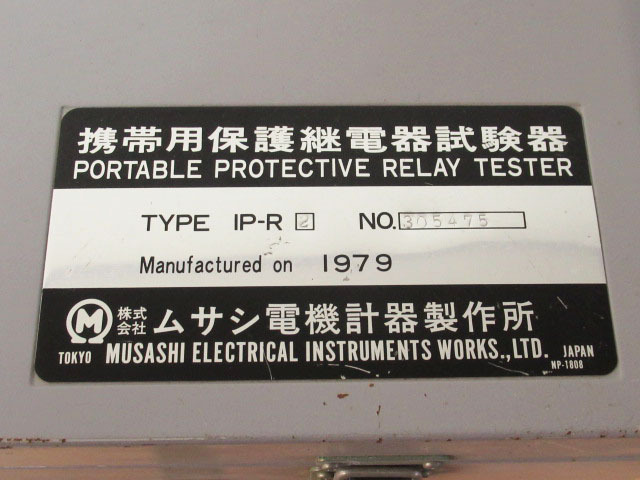 携帯用保護継電器試験器
PORTABLE PROTECTIVE RELAY TESTER
TYPE IP-R 2 NO. 305475
Manufactured on 1979
株式会社 ムサシ電機計器製作所
TOKYO MUSASHI ELECTRICAL INSTRUMENTS WORKS.,LTD. JAPAN
NP-1808